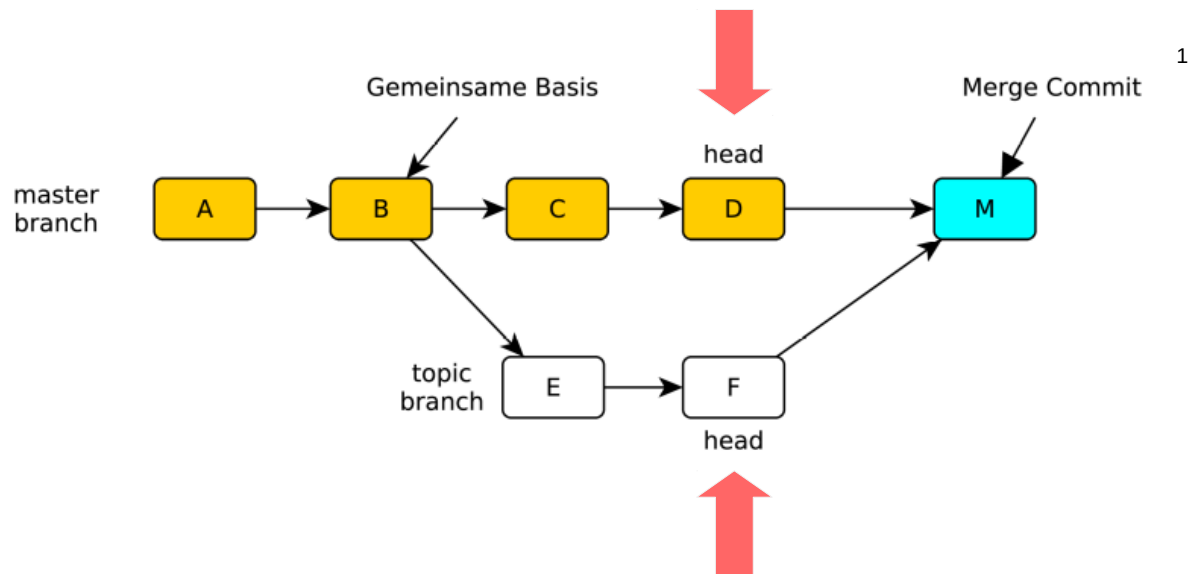 1
Gemeinsame Basis
Merge Commit
head
master
branch
A
B
C
D
M
topic
branch
E
F
head